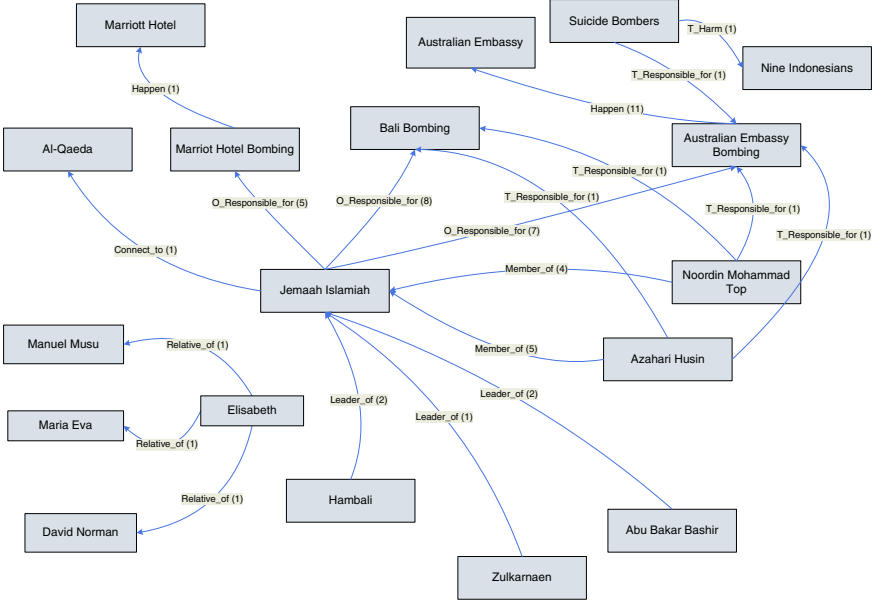 Marriott Hotel
Suicide Bombers
T_Harm (1)
Australian Embassy
Nine Indonesians
T_Responsible_for (1)
Happen (1)
Happen (11)
Bali Bombing
Al-Qaeda
Marriot Hotel Bombing
Australian Embassy
Bombing
T_Responsible_for (1)
O_Responsible_for (5)
O_Responsible_for (8)
T_Responsible_for (1)
T_Responsible_for (1)
O_Responsible_for (7)
T_Responsible_for (1)
Connect_to (1)
Member_of (4)
Jemaah Islamiah
Noordin Mohammad
Top
Manuel Musu
Relative_of (1)
Member_of (5)
Azahari Husin
Leader_of (2)
Leader_of (2)
Elisabeth
Leader_of (1)
Maria Eva
Relative_of (1)
Relative_of (1)
Hambali
David Norman
Abu Bakar Bashir
Zulkarnaen